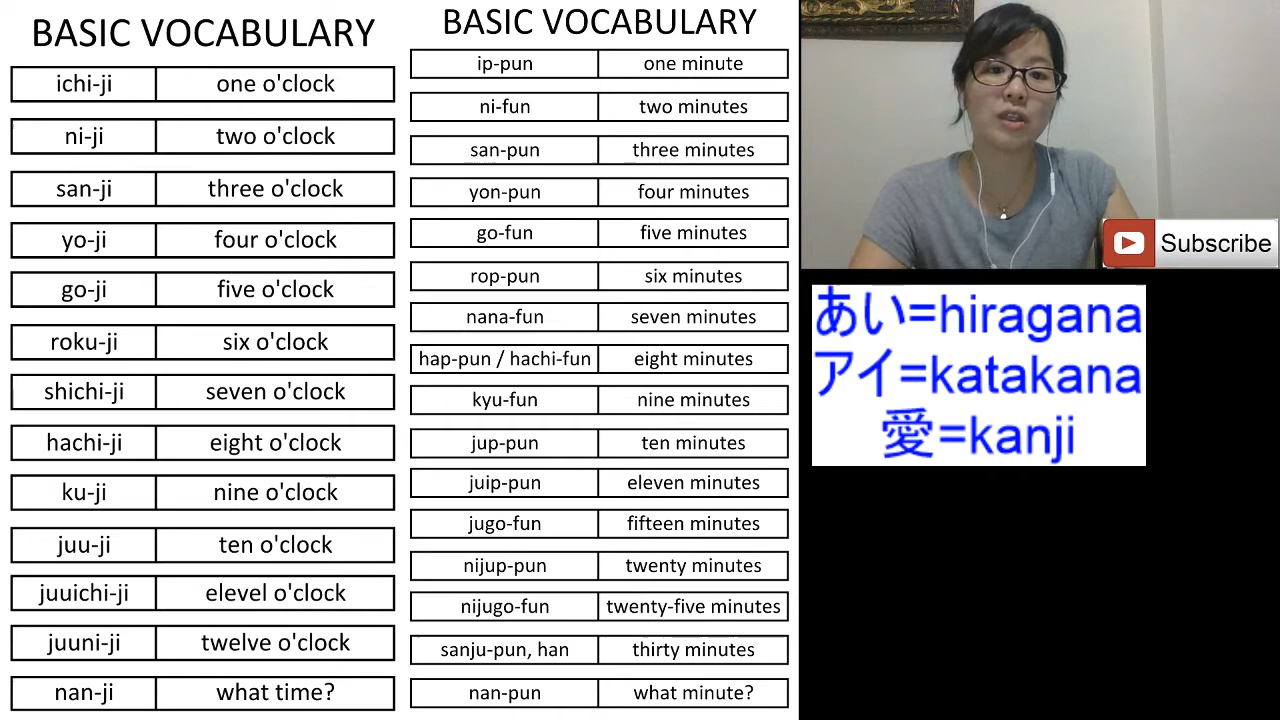 BASIC VOCABULARY
ichi-ji one o'clock
ni-ji two o'clock
san-ji three o'clock
yo-ji four o'clock
go-ji five o'clock
roku-ji six o'clock
shichi-ji seven o'clock
hachi-ji eight o'clock
ku-ji nine o'clock
juu-ji ten o'clock
juuichi-ji elevel o'clock
juuni-ji twelve o'clock
nan-ji what time?
BASIC VOCABULARY
ip-pun one minute
ni-fun two minutes
san-pun three minutes
yon-pun four minutes
go-fun five minutes
rop-pun six minutes
nana-fun seven minutes
hap-pun / hachi-fun eight minutes
kyu-fun nine minutes
jup-pun ten minutes
juip-pun eleven minutes
jugo-fun fifteen minutes
nijup-pun twenty minutes
nijugo-fun twenty-five minutes
sanju-pun, han thirty minutes
nan-pun what minute?
Subscribe
あい=hiragana
アイ=katakana
愛=kanji